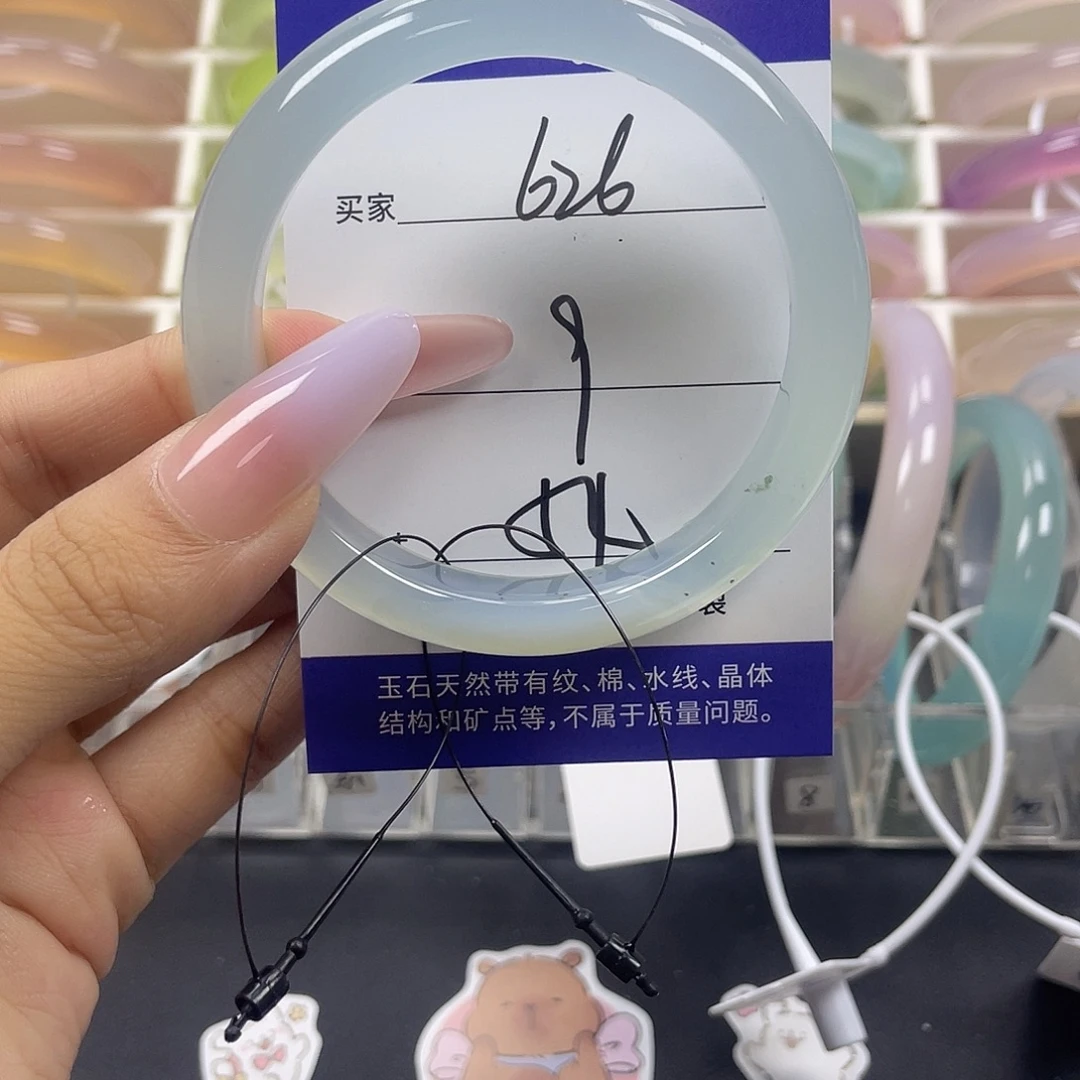 买家 626
9
袋
玉石天然带有纹、棉、水线、晶体
结构和矿点等,不属于质量问题。